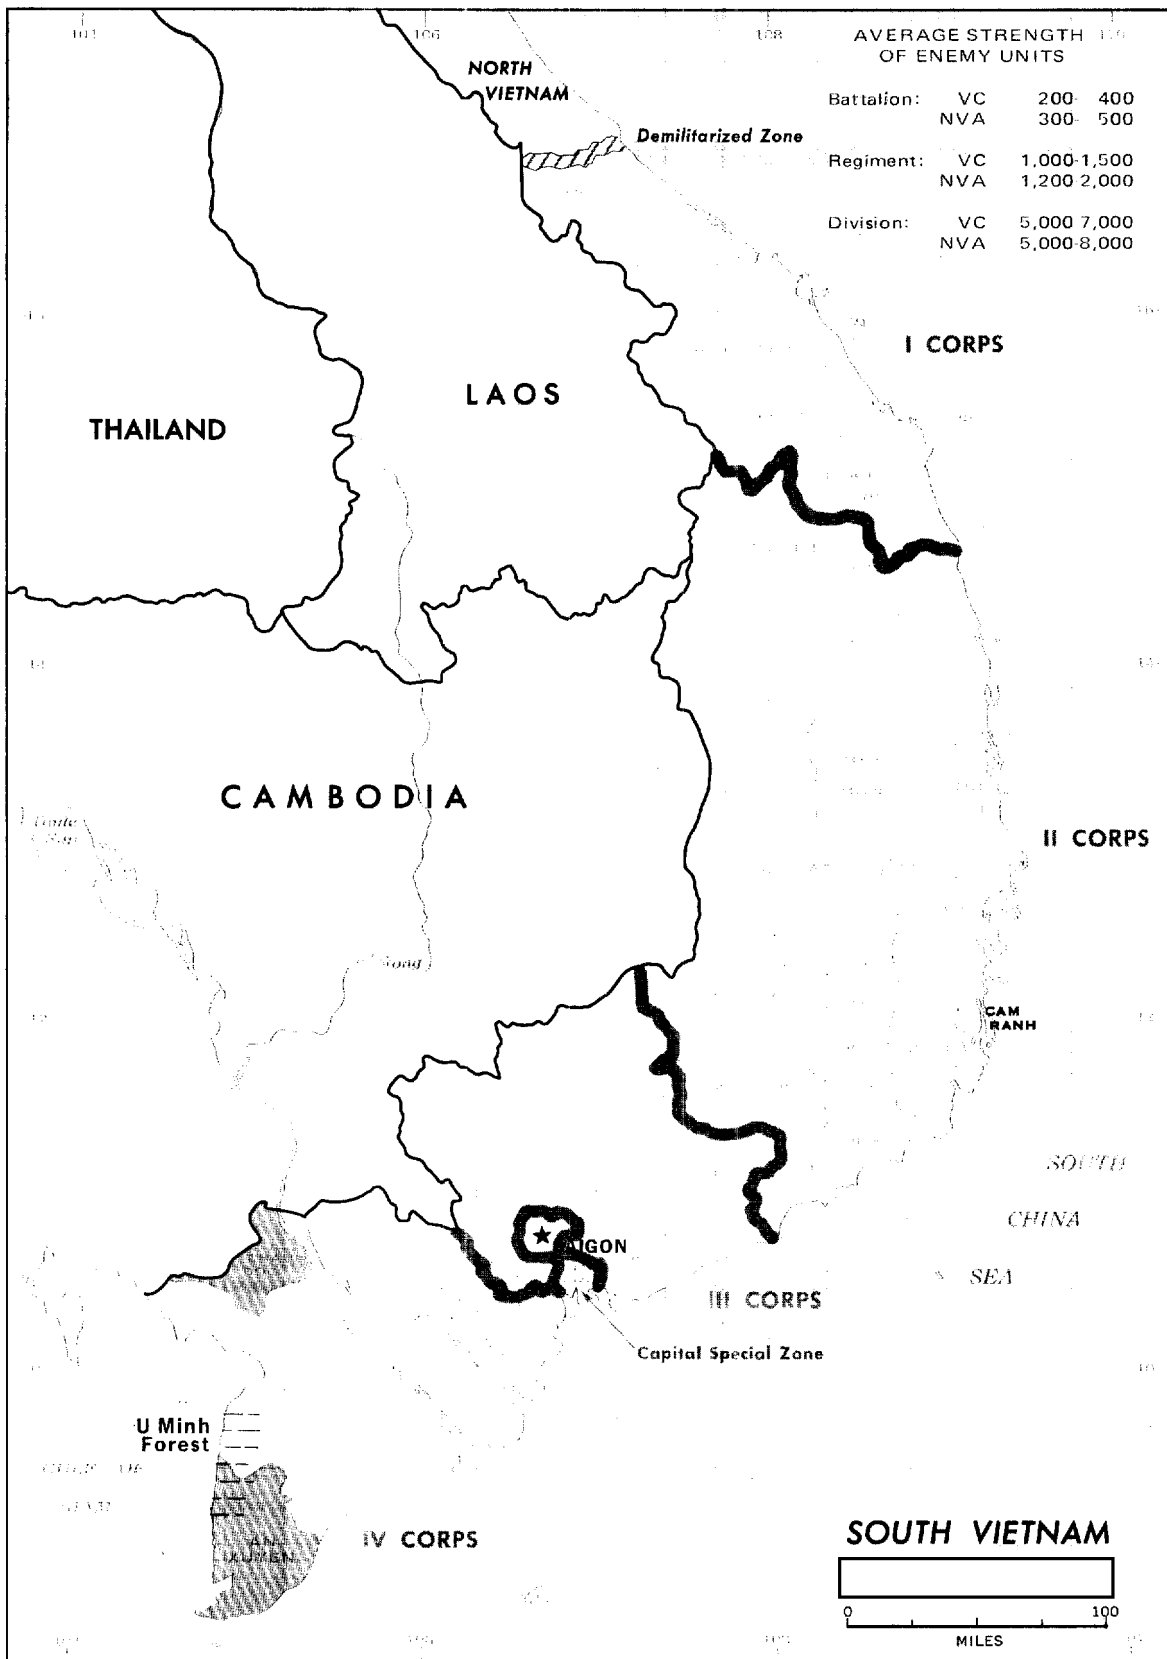 106
108
AVERAGE STRENGTH
OF ENEMY UNITS
Battalion: VC 200- 400
NVA 300- 500
Regiment: VC 1,000-1,500
NVA 1,200-2,000
Division: VC 5,000-7,000
NVA 5,000-8,000
NORTH
VIETNAM
Demilitarized Zone
I CORPS
LAOS
THAILAND
CAMBODIA
II CORPS
CAM
RANH
SOUTH
CHINA
SEA
AIGON
III CORPS
Capital Special Zone
U Minh
Forest
IV CORPS
SOUTH VIETNAM
0 100
MILES